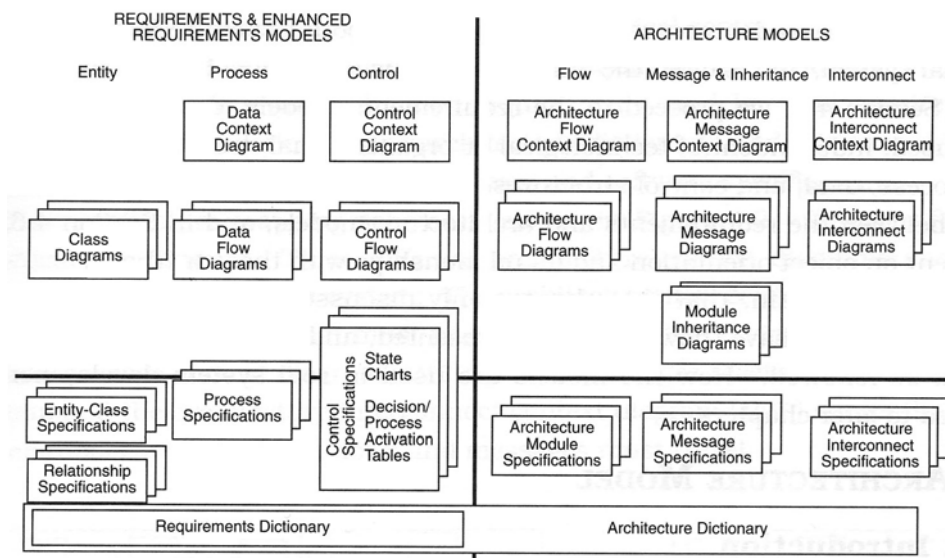 REQUIREMENTS & ENHANCED
REQUIREMENTS MODELS
ARCHITECTURE MODELS
Entity
Process
Control
Flow
Message & Inheritance
Interconnect
Data
Context
Diagram
Control
Context
Diagram
Architecture
Flow
Context Diagram
Architecture
Message
Context Diagram
Architecture
Interconnect
Context Diagram
Class
Diagrams
Data
Flow
Diagrams
Control
Flow
Diagrams
Architecture
Flow
Diagrams
Architecture
Message
Diagrams
Architecture
Interconnect
Diagrams
Module
Inheritance
Diagrams
Entity-Class
Specifications
Relationship
Specifications
Process
Specifications
Control
Specifications
State
Charts
Decision/
Process
Activation
Tables
Architecture
Module
Specifications
Architecture
Message
Specifications
Architecture
Interconnect
Specifications
Requirements Dictionary
Architecture Dictionary